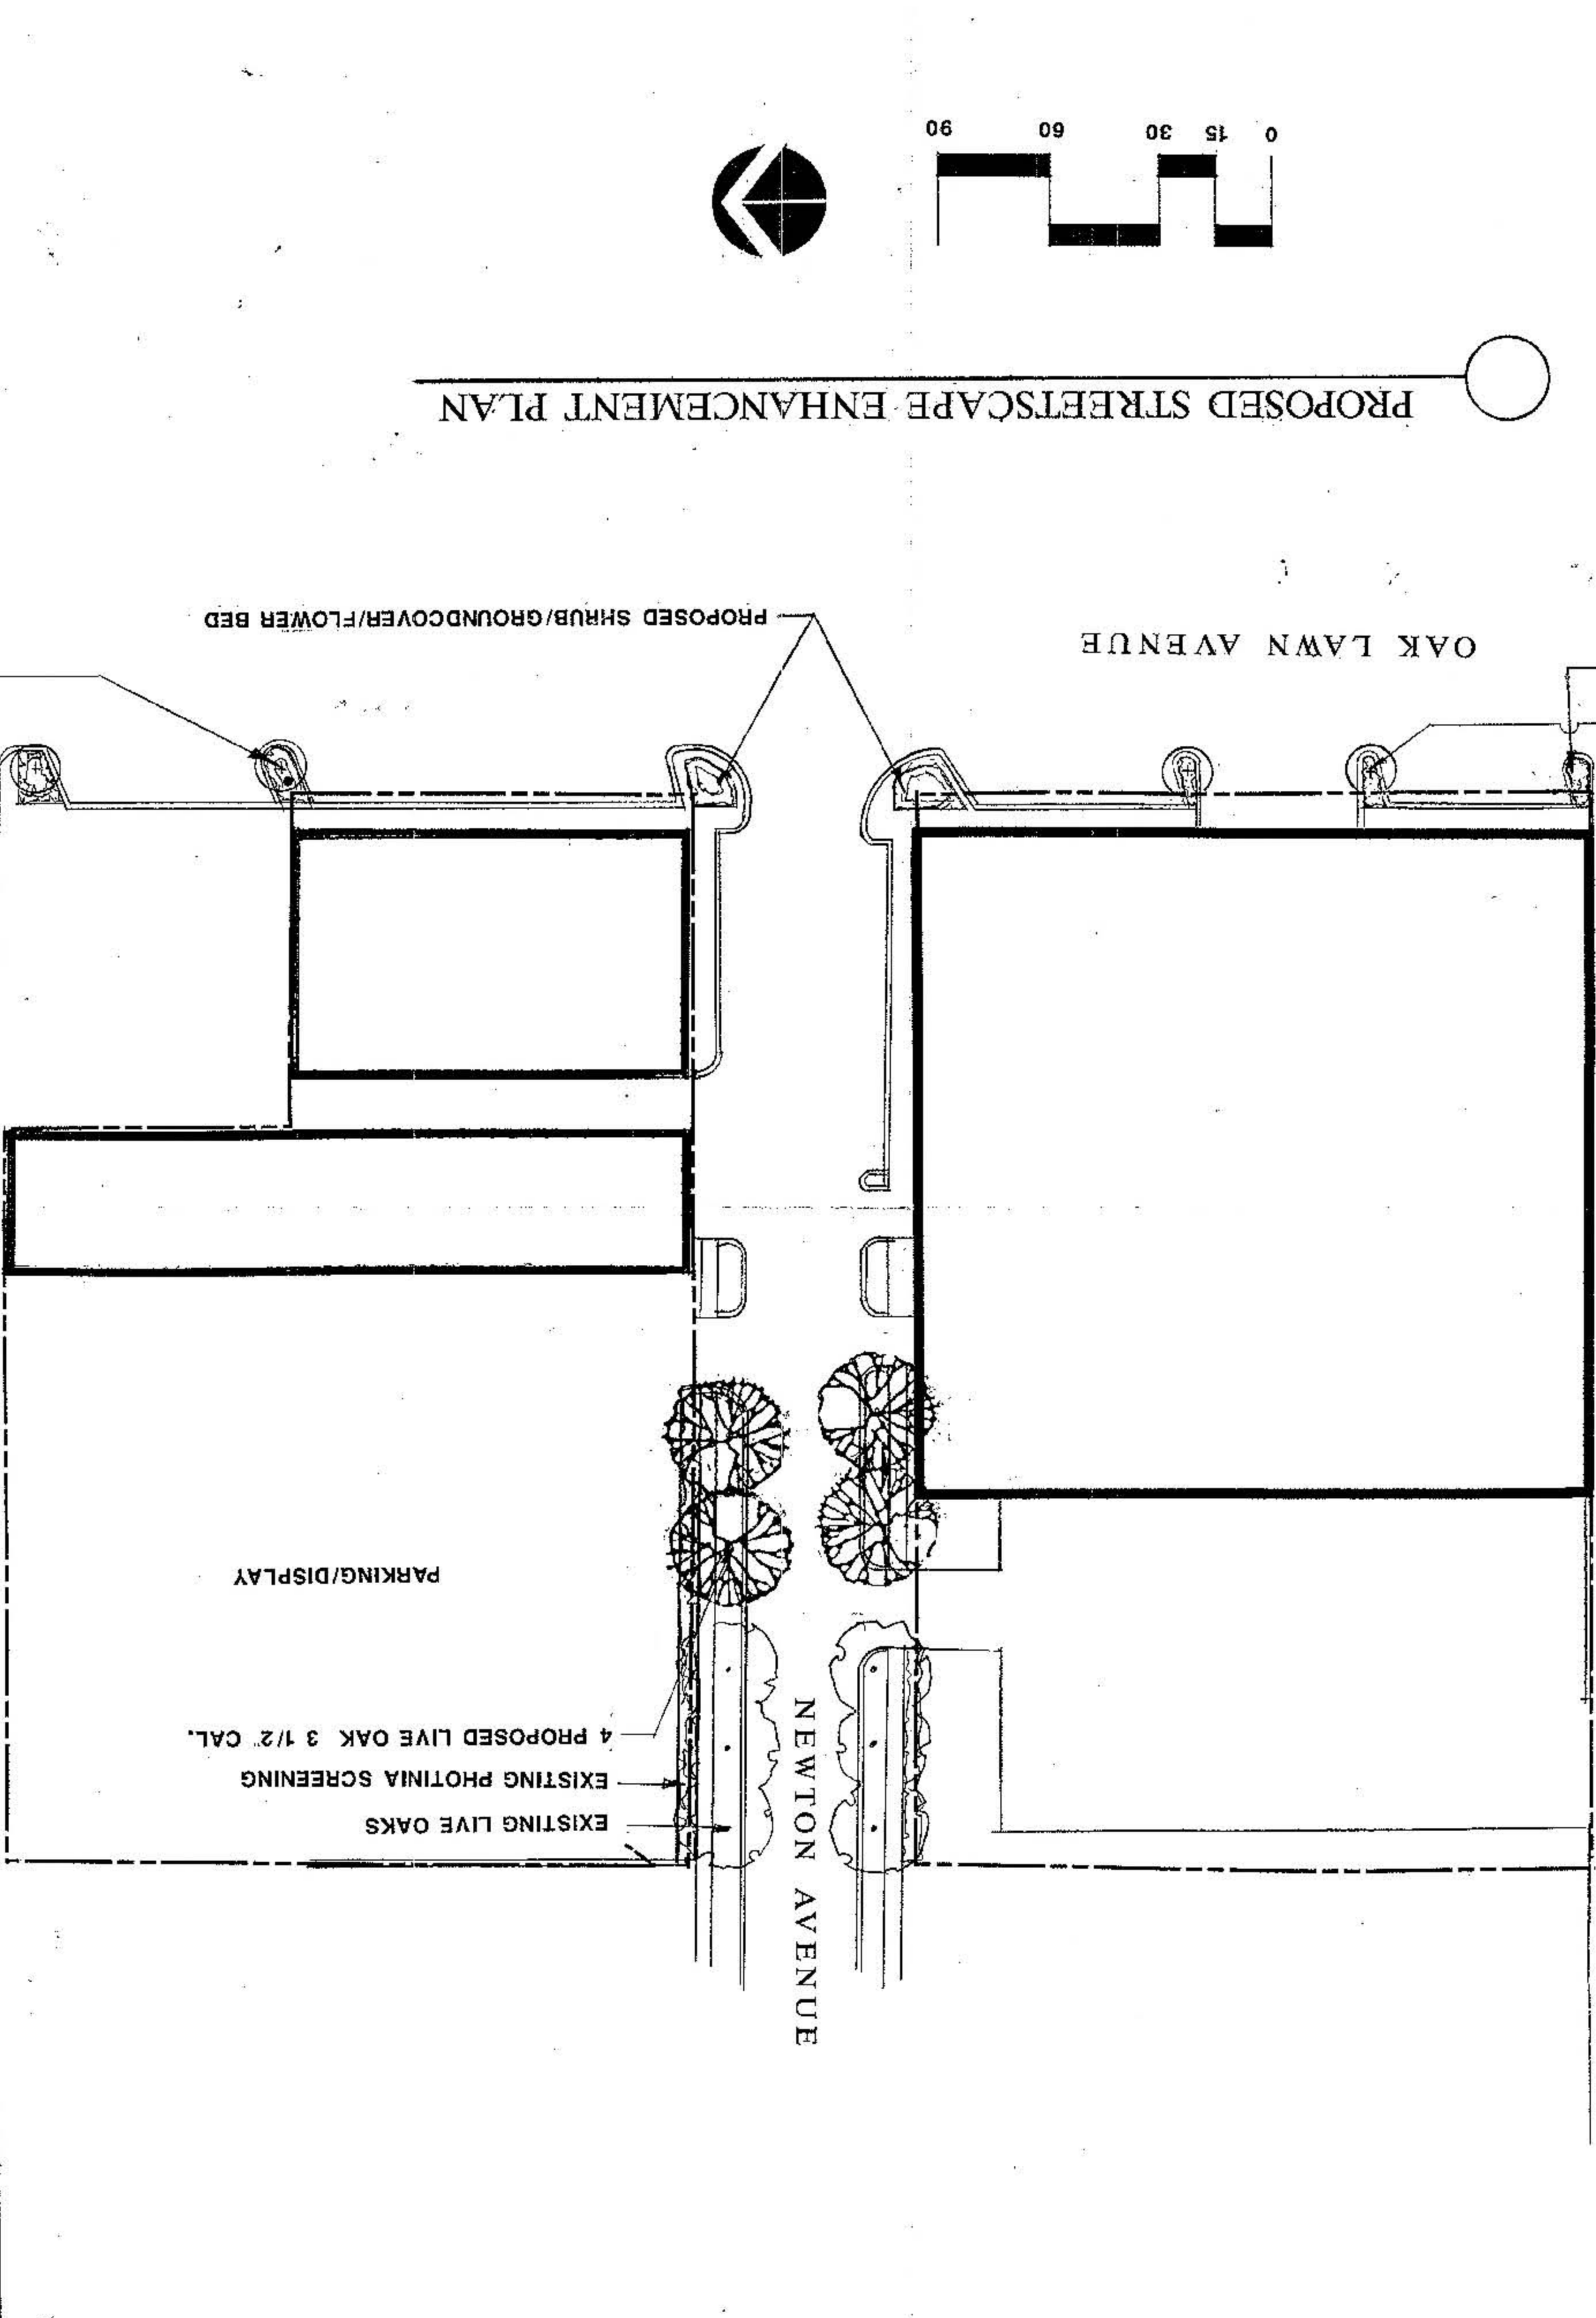 EXISTING LIVE OAKS
EXISTING PHOTINIA SCREENING
4 PROPOSED LIVE OAK 3 1/2" CAL.
NEWTON AVENUE
PARKING/DISPLAY
OAK LAWN AVENUE
PROPOSED SHRUB/GROUNDCOVER/FLOWER BED
PROPOSED STREETSCAPE ENHANCEMENT PLAN
0 15 30 60 90